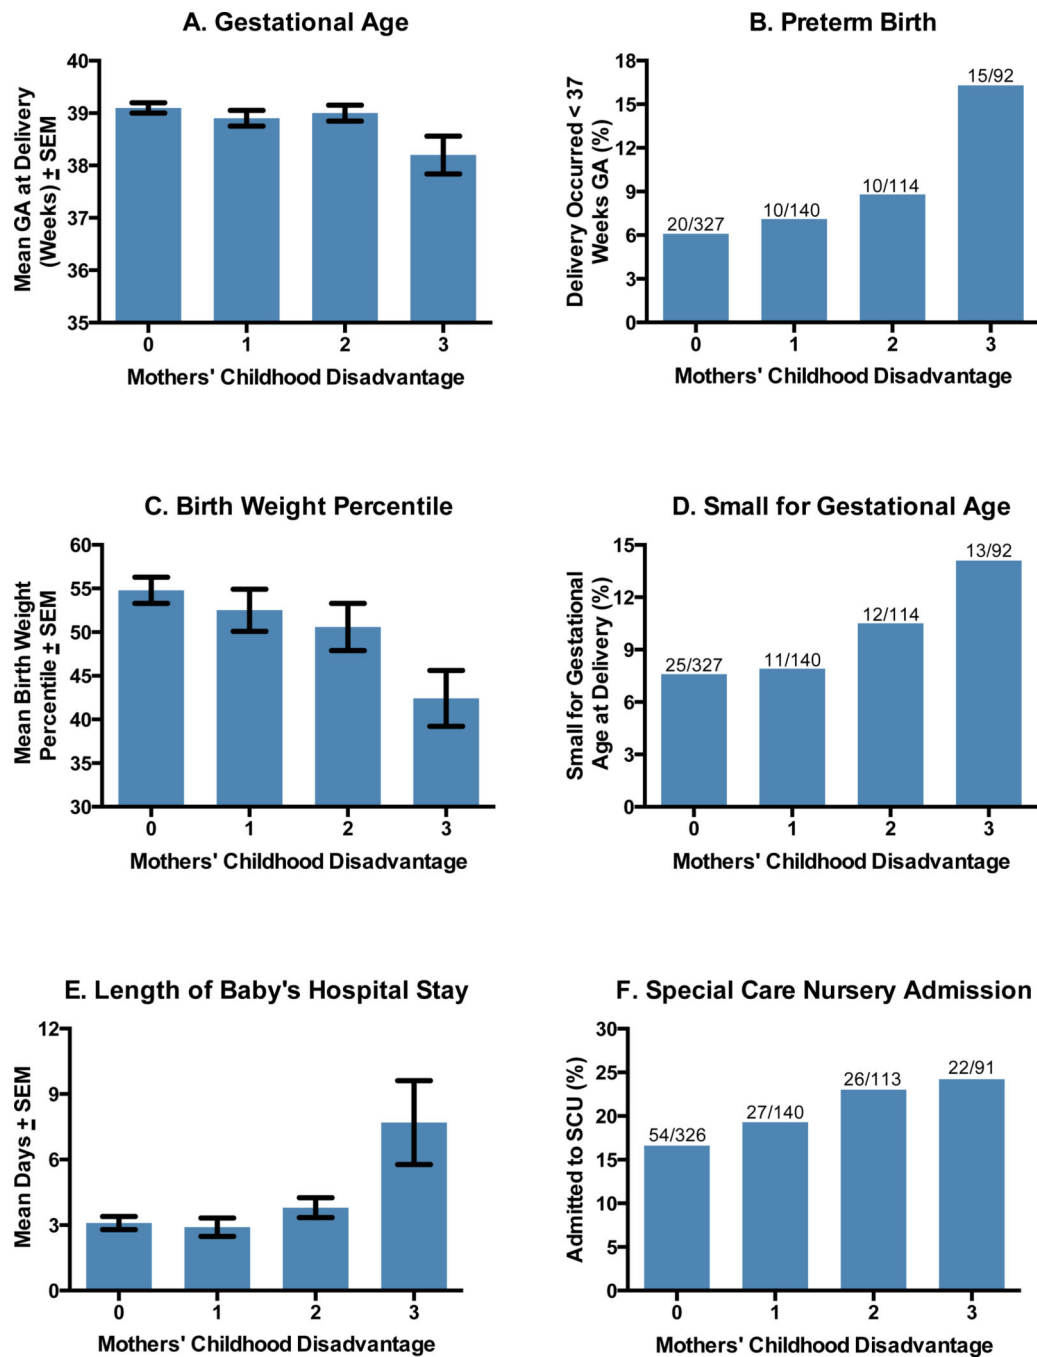 A. Gestational Age
Mean GA at Delivery
(Weeks) ± SEM
40
39
38
37
36
35
0 1 2 3
Mothers' Childhood Disadvantage
B. Preterm Birth
Delivery Occurred < 37
Weeks GA (%)
18
15
12
9
6
3
0
20/327
10/140
10/114
15/92
0 1 2 3
Mothers' Childhood Disadvantage
C. Birth Weight Percentile
Mean Birth Weight
Percentile ± SEM
60
55
50
45
40
35
30
0 1 2 3
Mothers' Childhood Disadvantage
D. Small for Gestational Age
Small for Gestational
Age at Delivery (%)
15
12
9
6
3
0
25/327
11/140
12/114
13/92
0 1 2 3
Mothers' Childhood Disadvantage
E. Length of Baby's Hospital Stay
Mean Days ± SEM
12
9
6
3
0
0 1 2 3
Mothers' Childhood Disadvantage
F. Special Care Nursery Admission
Admitted to SCU (%)
30
25
20
15
10
5
0
54/326
27/140
26/113
22/91
0 1 2 3
Mothers' Childhood Disadvantage